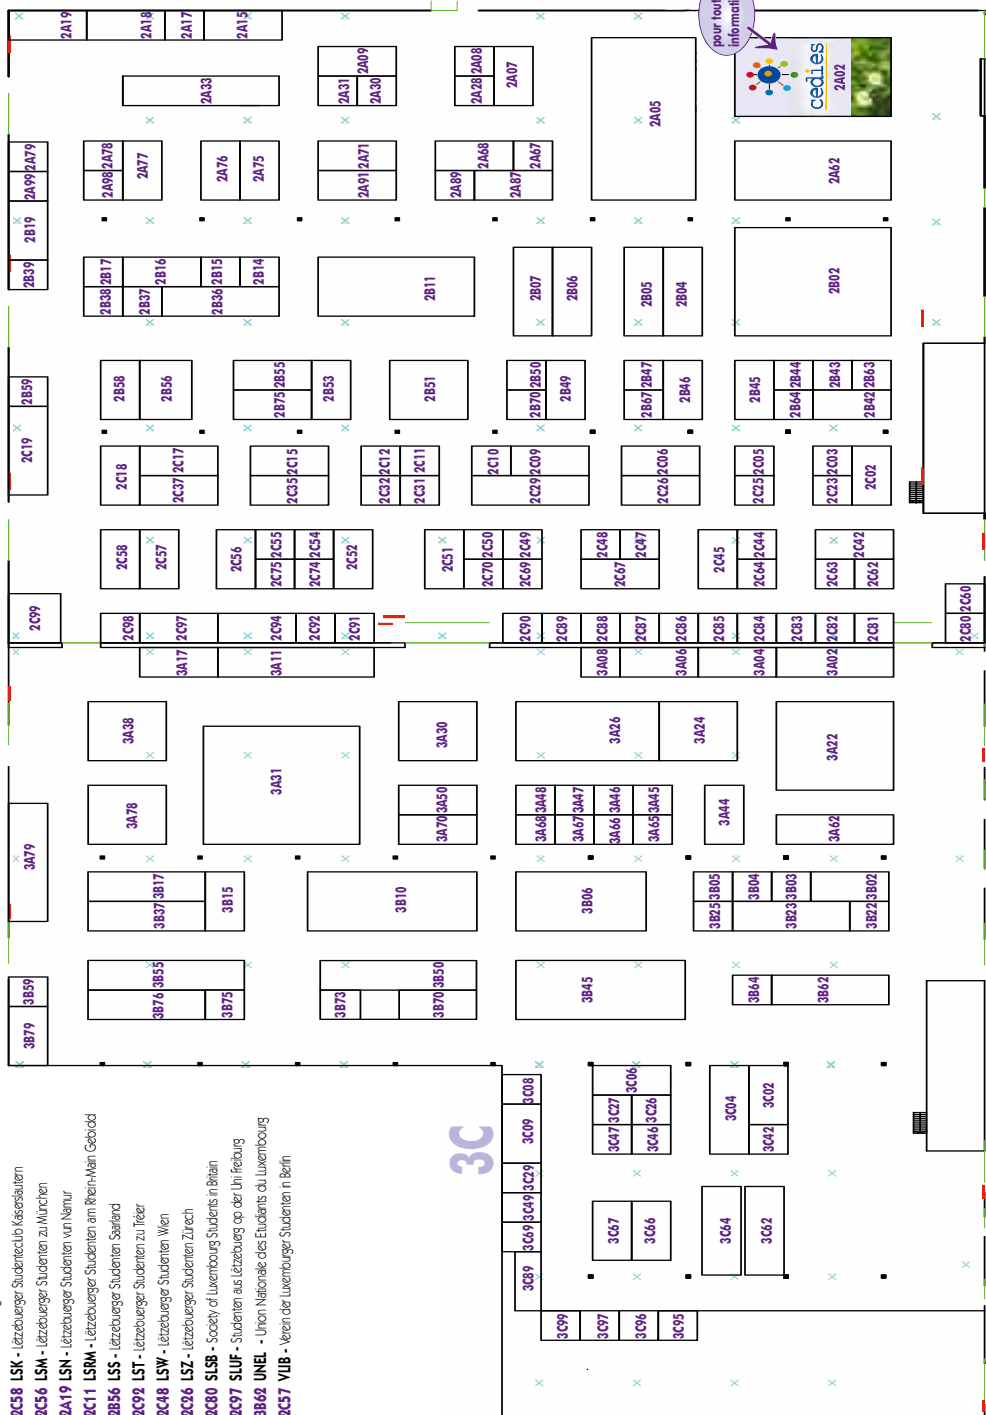 2A19
2A18
2A17
2A15
pour tout
informati
2A09
2A31
2A30
2A08
2A28
2A07
2A33
2A05
cedies
2A02
2A79
2A99
2B19
2B39
2A78
2A98
2A77
2A76
2A75
2A71
2A91
2A68
2A67
2A89
2A87
2A62
2B17
2B16
2B15
2B14
2B38
2B37
2B36
2B11
2B07
2B06
2B05
2B04
2B02
2B59
2C19
2B58
2B56
2B55
2B75
2B53
2B51
2B50
2B70
2B49
2B47
2B67
2B46
2B45
2B44
2B64
2B43
2B63
2B42
2C18
2C17
2C37
2C15
2C35
2C12
2C32
2C11
2C31
2C10
2C09
2C29
2C06
2C26
2C05
2C25
2C03
2C23
2C02
2C58
2C57
2C56
2C55
2C75
2C54
2C74
2C52
2C51
2C50
2C70
2C49
2C69
2C48
2C47
2C67
2C45
2C44
2C64
2C42
2C63
2C62
2C99
2C60
2C80
2C98
2C97
2C94
2C92
2C91
2C90
2C89
2C88
2C87
2C86
2C85
2C84
2C83
2C82
2C81
3A17
3A11
3A08
3A06
3A04
3A02
3A38
3A31
3A30
3A26
3A24
3A22
3A79
3A78
3A50
3A70
3A48
3A68
3A47
3A67
3A46
3A66
3A45
3A65
3A44
3A62
3B17
3B37
3B15
3B10
3B06
3B05
3B25
3B04
3B03
3B02
3B23
3B22
3B59
3B79
3B55
3B76
3B75
3B50
3B73
3B70
3B45
3B64
3B62
3C
3C08
3C09
3C29
3C49
3C69
3C89
3C99
3C97
3C96
3C95
3C06
3C27
3C26
3C47
3C46
3C04
3C02
3C42
3C67
3C66
3C64
3C62
2C58 LSK - Lëtzebuerger Studenteclub Kaiserslautern
2C56 LSM - Lëtzebuerger Studenten zu München
2A19 LSN - Lëtzebuerger Studenten vun Namur
2C11 LSRM - Lëtzebuerger Studenten am Rhein-Main Gebidd
2B56 LSS - Lëtzebuerger Studenten Saarland
2C92 LST - Lëtzebuerger Studenten zu Tréier
2C48 LSW - Lëtzebuerger Studenten Wien
2C26 LSZ - Lëtzebuerger Studenten Zürech
2C80 SLSB - Society of Luxembourg Students in Britain
2C97 SLUF - Studenten aus Lëtzebuerg op der Uni Freiburg
3B62 UNEL - Union Nationale des Etudiants du Luxembourg
2C57 VLIB - Verein der Luxemburger Studenten in Berlin